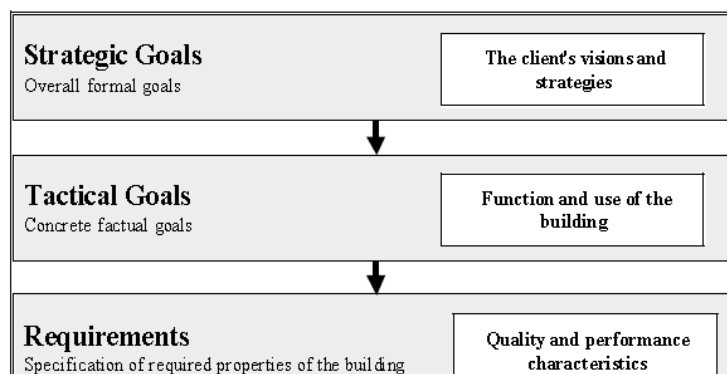 Strategic Goals
Overall formal goals
The client's visions and
strategies
Tactical Goals
Concrete factual goals
Function and use of the
building
Requirements
Specification of required properties of the building
Quality and performance
characteristics